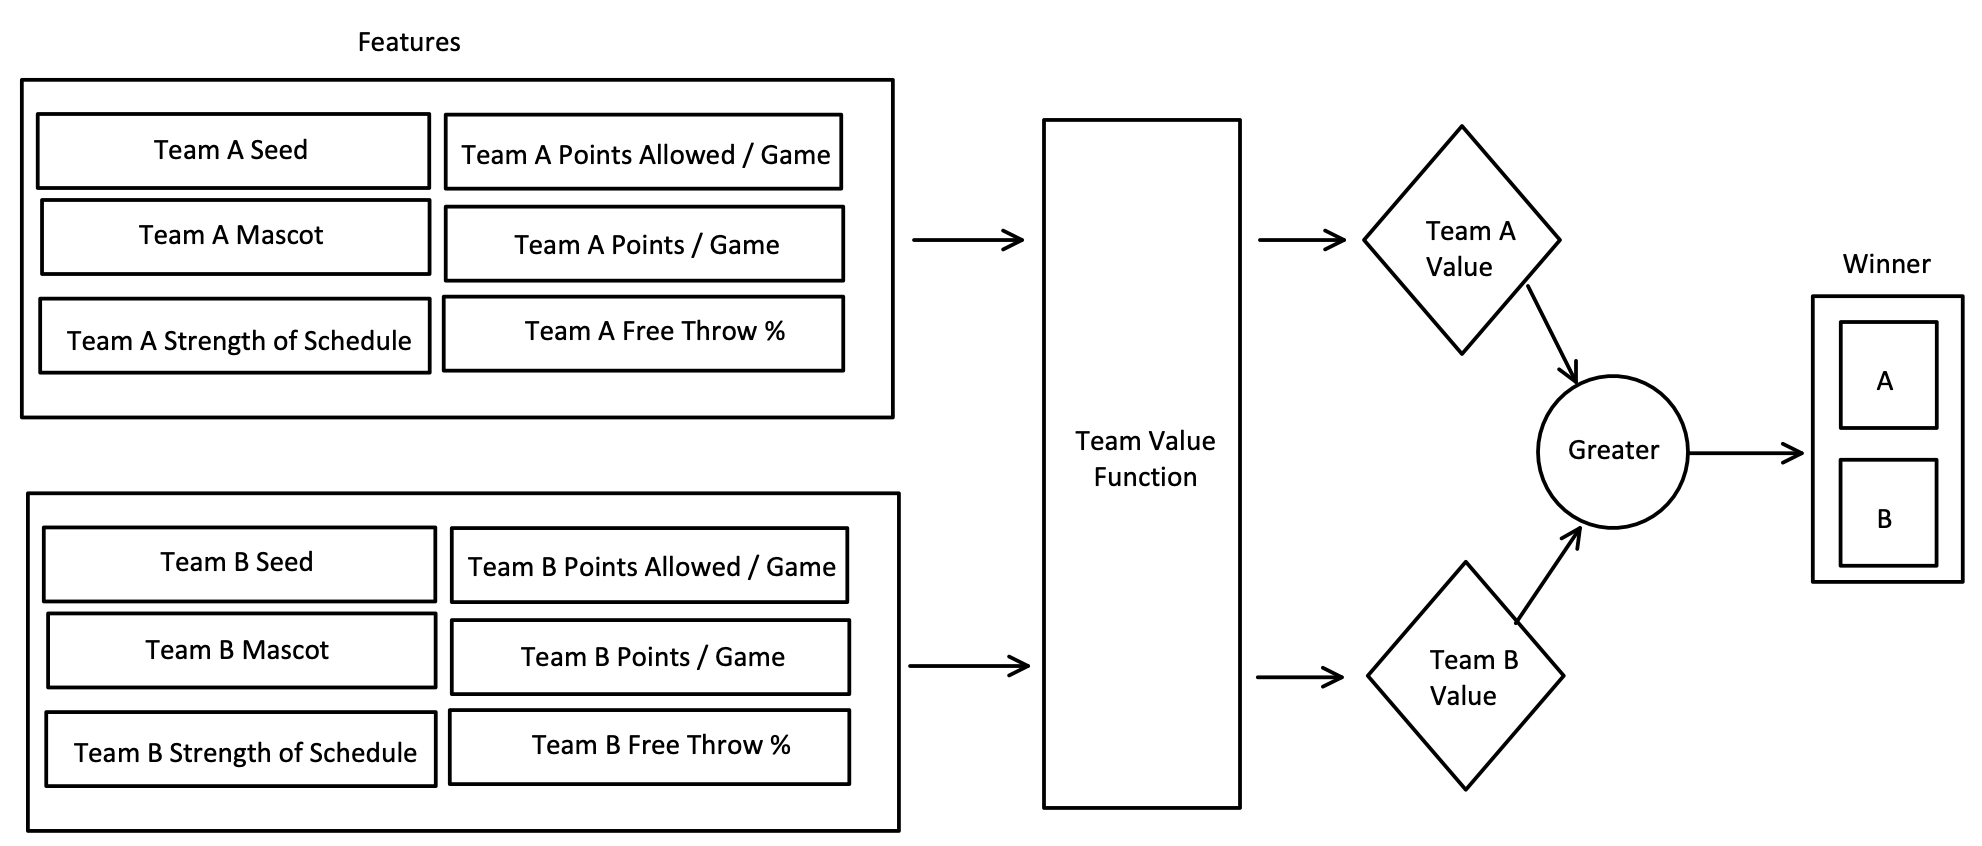 Features
Team A Seed
Team A Points Allowed / Game
Team A Mascot
Team A Points / Game
Team A Strength of Schedule
Team A Free Throw %
Team B Seed
Team B Points Allowed / Game
Team B Mascot
Team B Points / Game
Team B Strength of Schedule
Team B Free Throw %
Team Value
Function
Team A
Value
Team B
Value
Greater
Winner
A
B